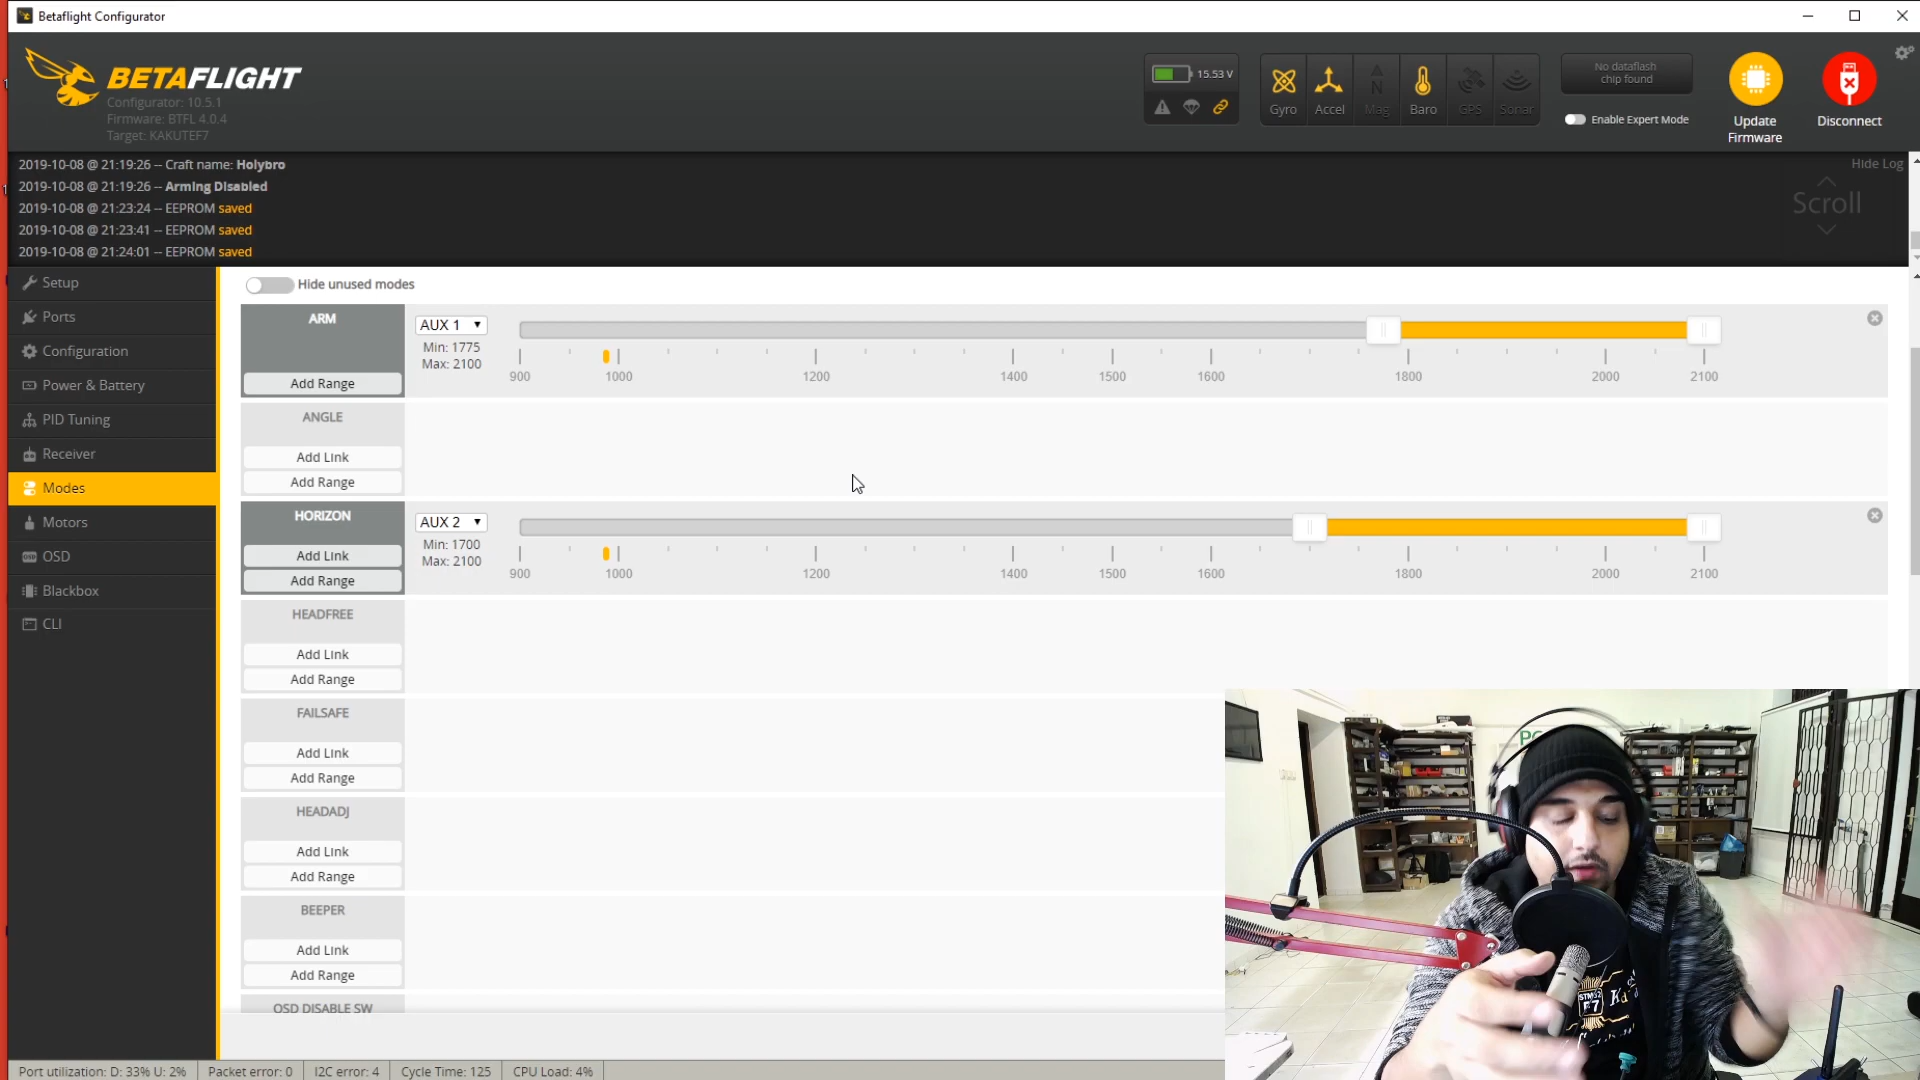 Betaflight Configurator
BETAFLIGHT
Configurator: 10.5.1
Firmware: BTFL 4.0.4
Target: KAKUTEF7
15.53 V
Gyro
Accel
Mag
Baro
GPS
Sonar
No dataflash
chip found
Enable Expert Mode
Update
Firmware
Disconnect
2019-10-08 @ 21:19:26 -- Craft name: Holybro
2019-10-08 @ 21:19:26 -- Arming Disabled
2019-10-08 @ 21:23:24 -- EEPROM saved
2019-10-08 @ 21:23:41 -- EEPROM saved
2019-10-08 @ 21:24:01 -- EEPROM saved
Hide Log
Scroll
Setup
Ports
Configuration
Power & Battery
PID Tuning
Receiver
Modes
Motors
OSD
Blackbox
CLI
Hide unused modes
ARM
Add Range
AUX 1
Min: 1775
Max: 2100
900 1000 1200 1400 1500 1600 1800 2000 2100
ANGLE
Add Link
Add Range
HORIZON
Add Link
Add Range
AUX 2
Min: 1700
Max: 2100
900 1000 1200 1400 1500 1600 1800 2000 2100
HEADFREE
Add Link
Add Range
FAILSAFE
Add Link
Add Range
HEADADJ
Add Link
Add Range
BEEPER
Add Link
Add Range
OSD DISABLE SW
STM32
F7
Port utilization: D: 33% U: 2%
Packet error: 0
I2C error: 4
Cycle Time: 125
CPU Load: 4%